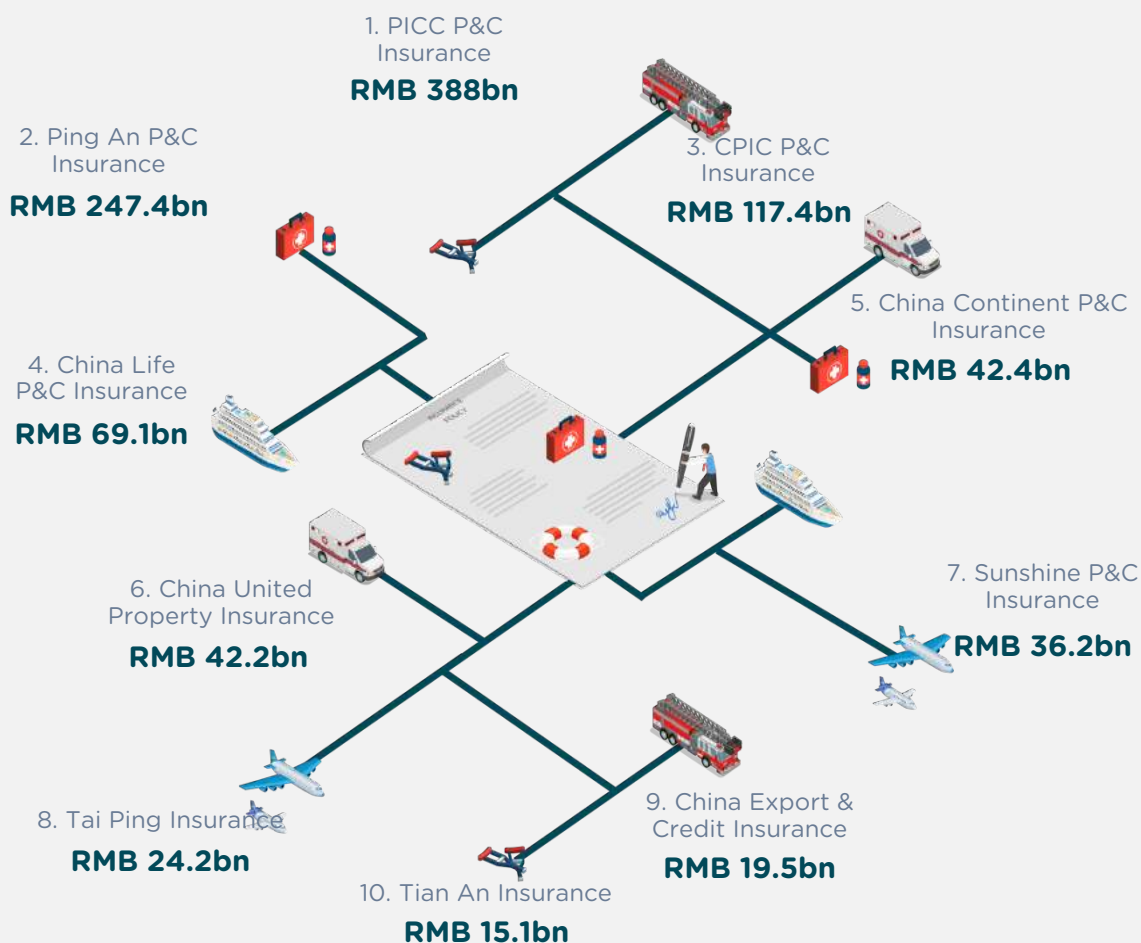 1. PICC P&C
Insurance
RMB 388bn
2. Ping An P&C
Insurance
RMB 247.4bn
3. CPIC P&C
Insurance
RMB 117.4bn
4. China Life
P&C Insurance
RMB 69.1bn
5. China Continent P&C
Insurance
RMB 42.4bn
POLICY
6. China United
Property Insurance
RMB 42.2bn
7. Sunshine P&C
Insurance
RMB 36.2bn
8. Tai Ping Insurance
RMB 24.2bn
9. China Export &
Credit Insurance
RMB 19.5bn
10. Tian An Insurance
RMB 15.1bn